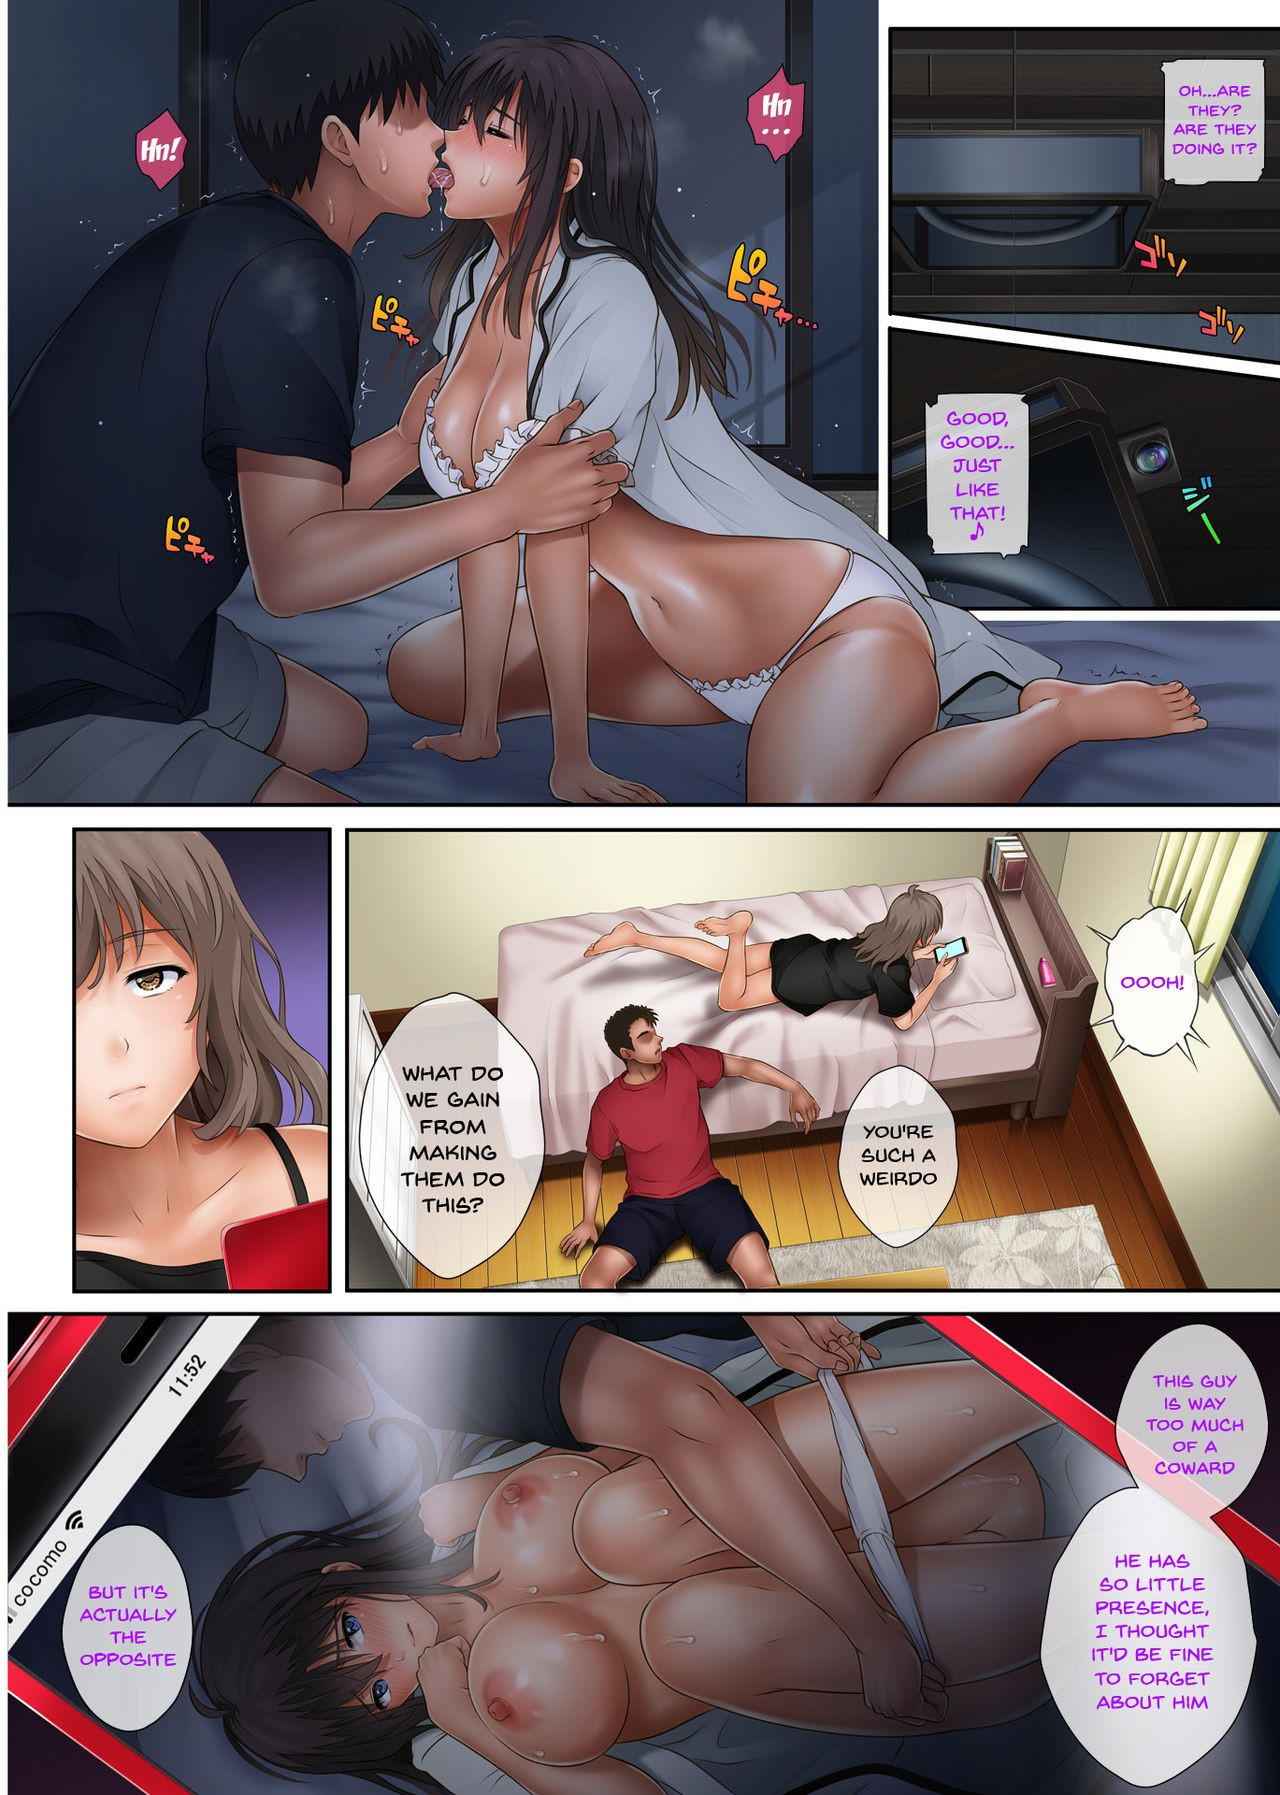 OH...ARE
THEY?
ARE THEY
DOING IT?
ゴソ
ゴソ
GOOD,
GOOD...
JUST
LIKE
THAT!
♪
ジー
Hn
...
Hn!
ピチャ...
ピチャ
ピチャ
OOOH!
YOU'RE
SUCH A
WEIRDO
WHAT DO
WE GAIN
FROM
MAKING
THEM DO
THIS?
THIS GUY
IS WAY
TOO MUCH
OF A
COWARD
HE HAS
SO LITTLE
PRESENCE,
I THOUGHT
IT'D BE FINE
TO FORGET
ABOUT HIM
11:52
cocomo
BUT IT'S
ACTUALLY
THE
OPPOSITE